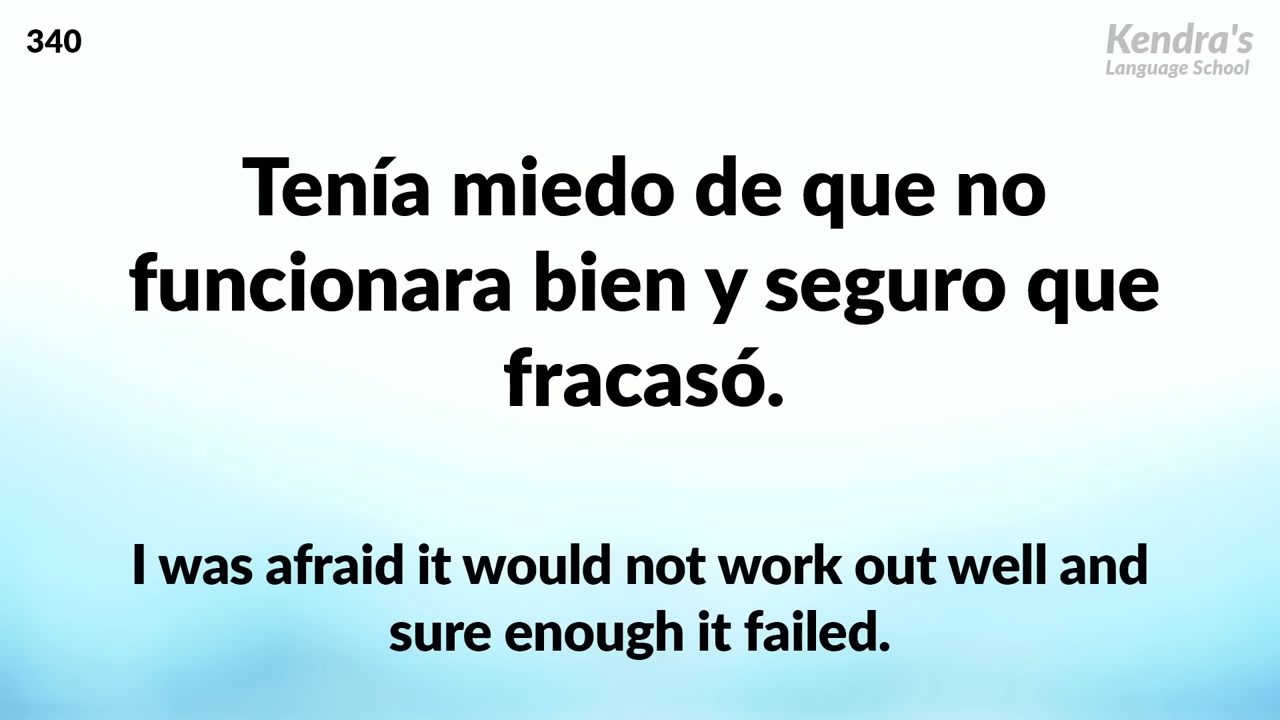 340
Kendra's
Language School
Tenía miedo de que no
funcionara bien y seguro que
fracasó.
I was afraid it would not work out well and
sure enough it failed.